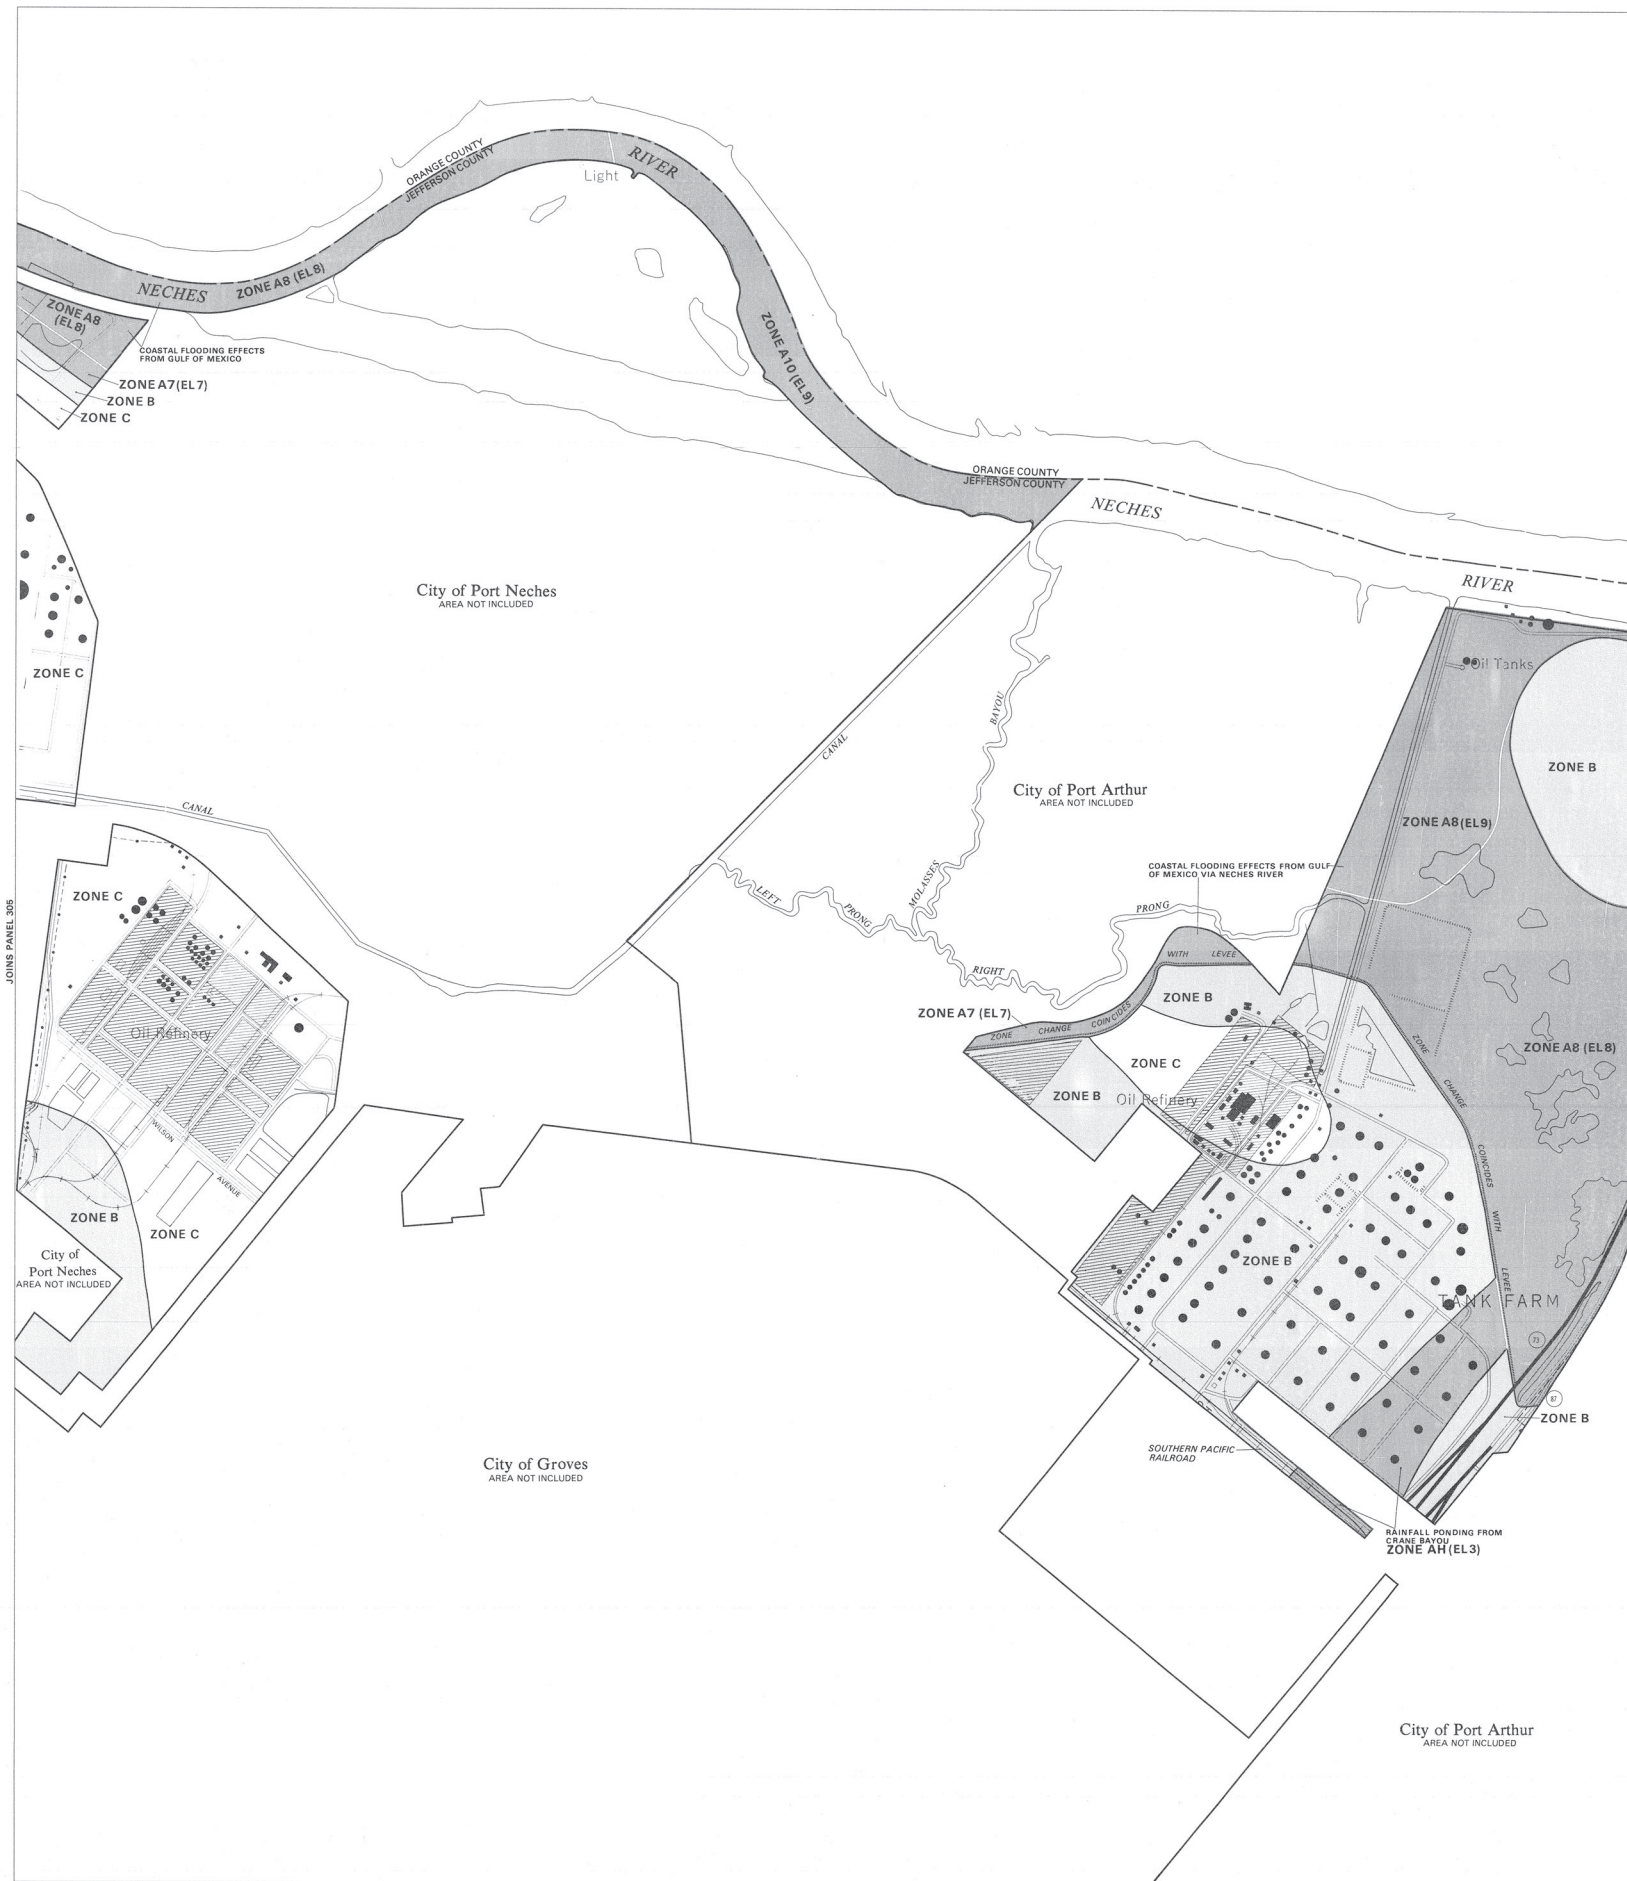 ORANGE COUNTY
JEFFERSON COUNTY
RIVER
Light
NECHES
ZONE A8 (EL8)
ZONE A8
(EL8)
COASTAL FLOODING EFFECTS
FROM GULF OF MEXICO
ZONE A7(EL7)
ZONE B
ZONE C
ZONE A10(EL9)
ORANGE COUNTY
JEFFERSON COUNTY
NECHES
RIVER
City of Port Neches
AREA NOT INCLUDED
Oil Tanks
ZONE C
BAYOU
CANAL
ZONE B
City of Port Arthur
AREA NOT INCLUDED
CANAL
ZONE A8(EL9)
COASTAL FLOODING EFFECTS FROM GULF
OF MEXICO VIA NECHES RIVER
MOLASSES
LEFT
PRONG
PRONG
ZONE C
JOINS PANEL 305
RIGHT
WITH LEVEE
ZONE B
ZONE A7 (EL7)
ZONE CHANGE COINCIDES
Oil Refinery
ZONE C
ZONE
ZONE A8 (EL8)
ZONE B
Oil Refinery
CHANGE
WILSON
AVENUE
COINCIDES
WITH
LEVEE
ZONE B
ZONE C
City of
Port Neches
AREA NOT INCLUDED
ZONE B
TANK FARM
73
87
ZONE B
SOUTHERN PACIFIC
RAILROAD
City of Groves
AREA NOT INCLUDED
RAINFALL PONDING FROM
CRANE BAYOU
ZONE AH(EL3)
City of Port Arthur
AREA NOT INCLUDED